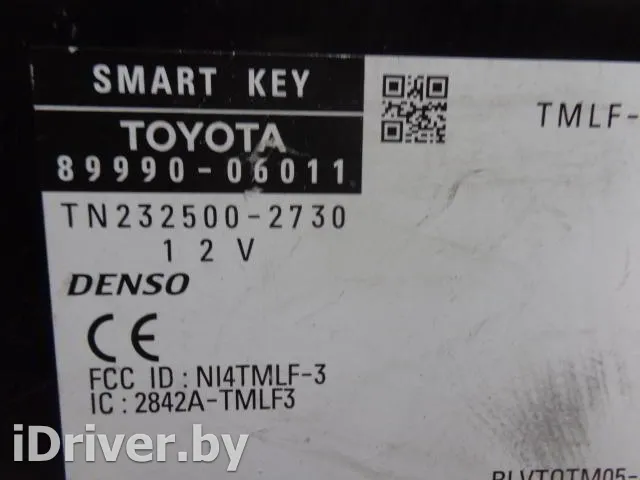 SMART KEY
TMLF-
TOYOTA
89990-06011
TN232500-2730
12V
DENSO
CE
FCC ID : NI4TMLF-3
IC : 2842A-TMLF3
iDriver.by